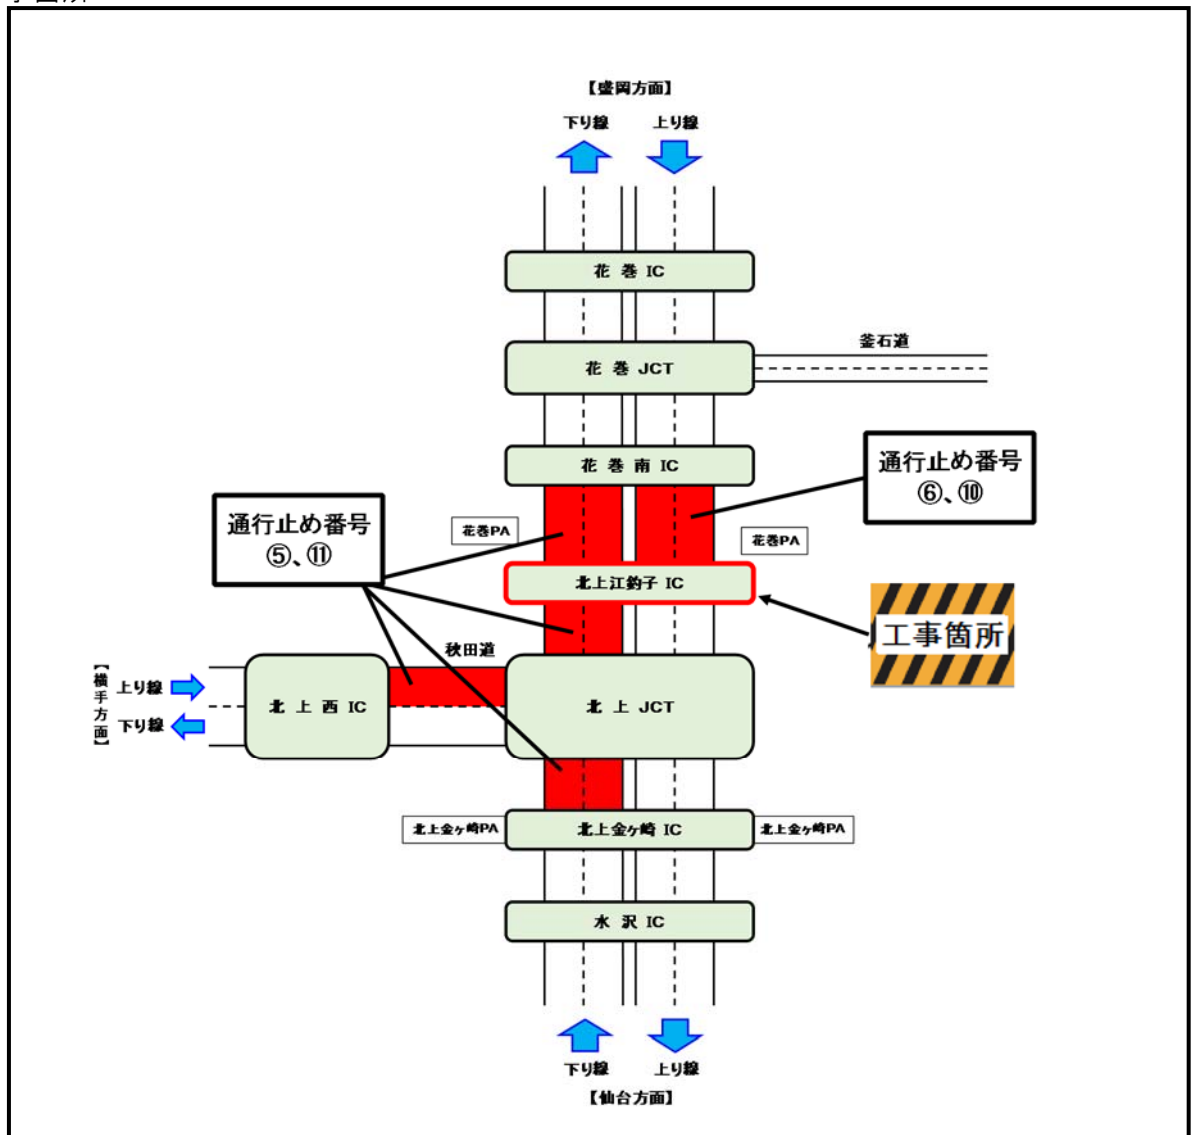 【盛岡方面】
下り線
上り線
花巻 IC
釜石道
花巻 JCT
花巻南 IC
通行止め番号
⑥、⑩
通行止め番号
⑤、⑪
花巻PA
花巻PA
北上江釣子 IC
工事箇所
秋田道
【横手方面】
上り線
下り線
北上西 IC
北上 JCT
北上金ヶ崎PA
北上金ヶ崎 IC
北上金ヶ崎PA
水沢 IC
下り線
上り線
【仙台方面】